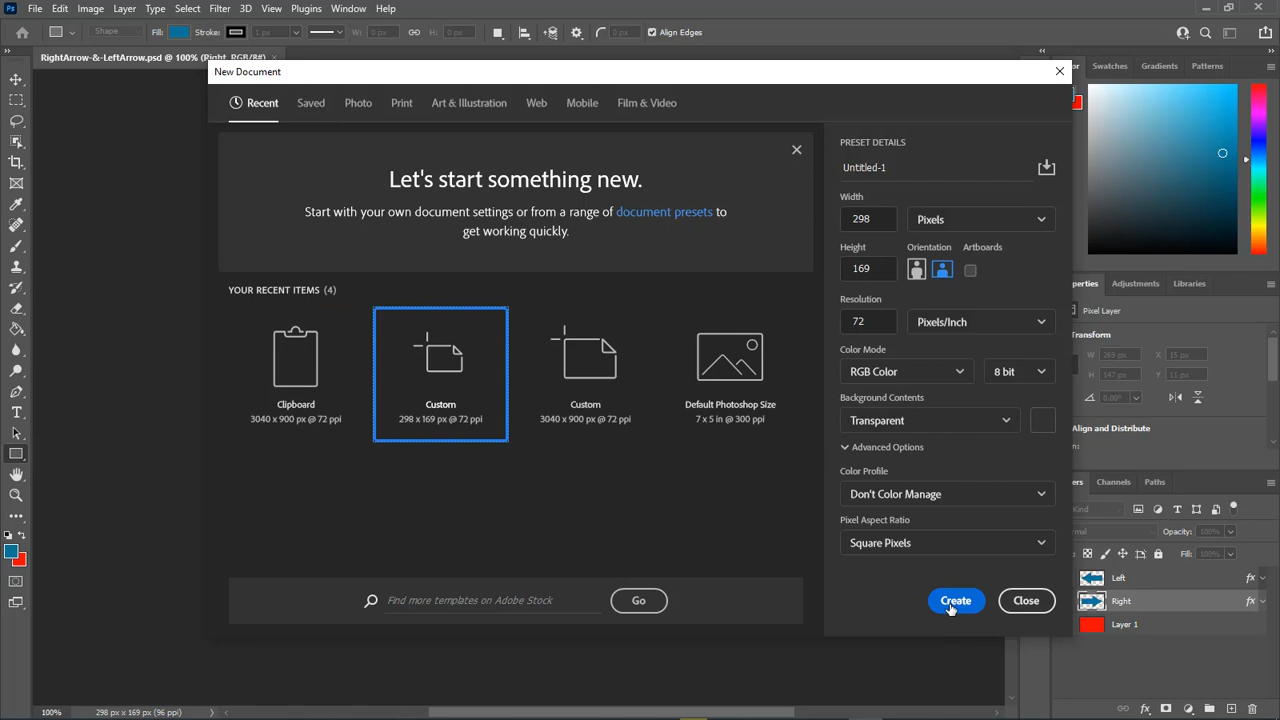 File Edit Image Layer Type Select Filter 3D View Plugins Window Help
Shape Fill: Stroke: 1 px W: 0 px H: 0 px 0 px Align Edges
RightArrow-&-LeftArrow.psd @ 100% (Right, RGB/8#)
New Document
Recent Saved Photo Print Art & Illustration Web Mobile Film & Video
Let's start something new.
Start with your own document settings or from a range of document presets to
get working quickly.
YOUR RECENT ITEMS (4)
Clipboard
3040 x 900 px @ 72 ppi
Custom
298 x 169 px @ 72 ppi
Custom
3040 x 900 px @ 72 ppi
Default Photoshop Size
7 x 5 in @ 300 ppi
Find more templates on Adobe Stock Go
PRESET DETAILS
Untitled-1
Width
298 Pixels
Height Orientation Artboards
169
Resolution
72 Pixels/Inch
Color Mode
RGB Color 8 bit
Background Contents
Transparent
Advanced Options
Color Profile
Don't Color Manage
Pixel Aspect Ratio
Square Pixels
Create Close
or Swatches Gradients Patterns
perties Adjustments Libraries
Pixel Layer
Transform
W: 263 px X: 15 px
H: 147 px Y: 11 px
0.00°
Align and Distribute
ers Channels Paths
Kind
rmal Opacity: 100%
Fill: 100%
Left fx
Right fx
Layer 1
100% 298 px x 169 px (96 ppi)
fx